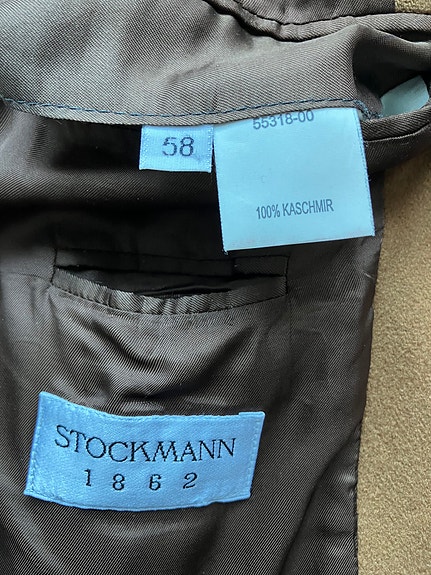 55318-00
58
100% KASCHMIR
STOCKMANN
1862